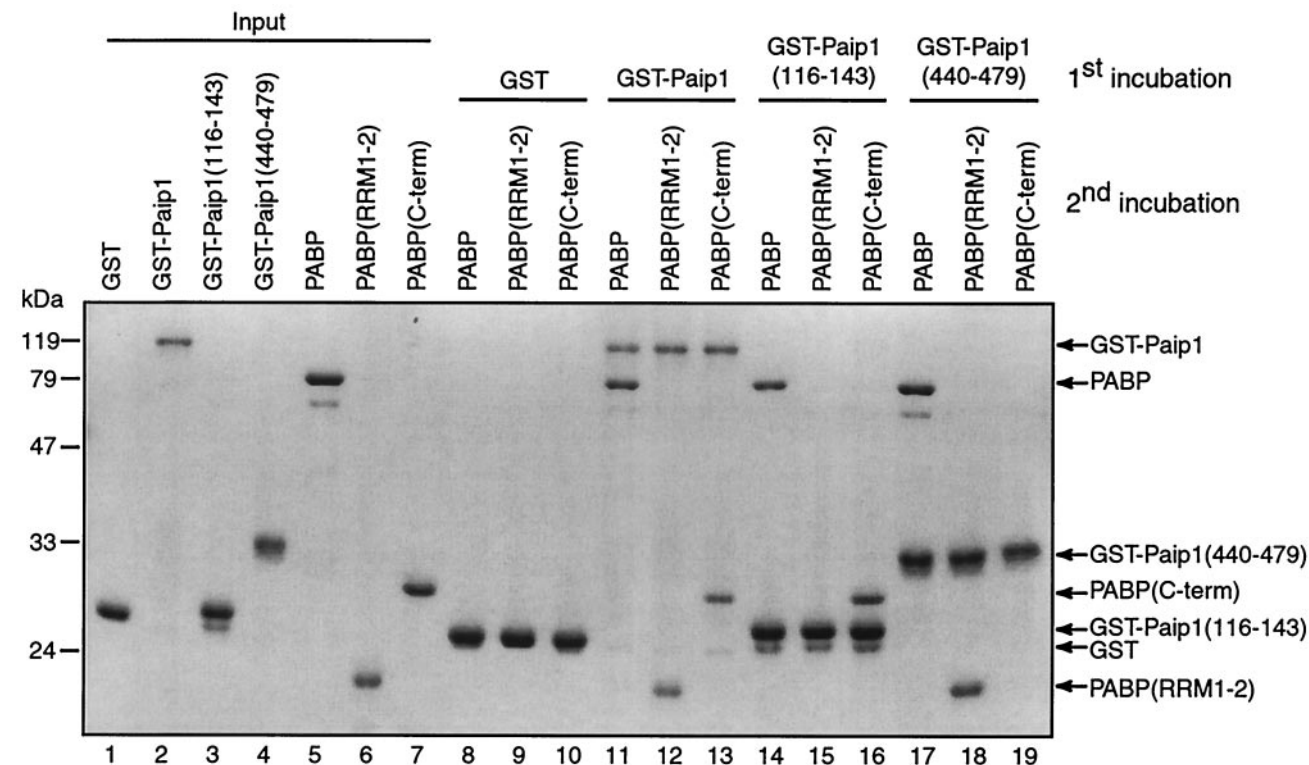 Input
GST
GST-Paip1
GST-Paip1
(116-143)
GST-Paip1
(440-479)
1st incubation
GST
GST-Paip1
GST-Paip1(116-143)
GST-Paip1(440-479)
PABP
PABP(RRM1-2)
PABP(C-term)
PABP
PABP(RRM1-2)
PABP(C-term)
PABP
PABP(RRM1-2)
PABP(C-term)
PABP
PABP(RRM1-2)
PABP(C-term)
PABP
PABP(RRM1-2)
PABP(C-term)
2nd incubation
kDa
119
79
47
33
24
GST-Paip1
PABP
GST-Paip1(440-479)
PABP(C-term)
GST-Paip1(116-143)
GST
PABP(RRM1-2)
1 2 3 4 5 6 7 8 9 10 11 12 13 14 15 16 17 18 19